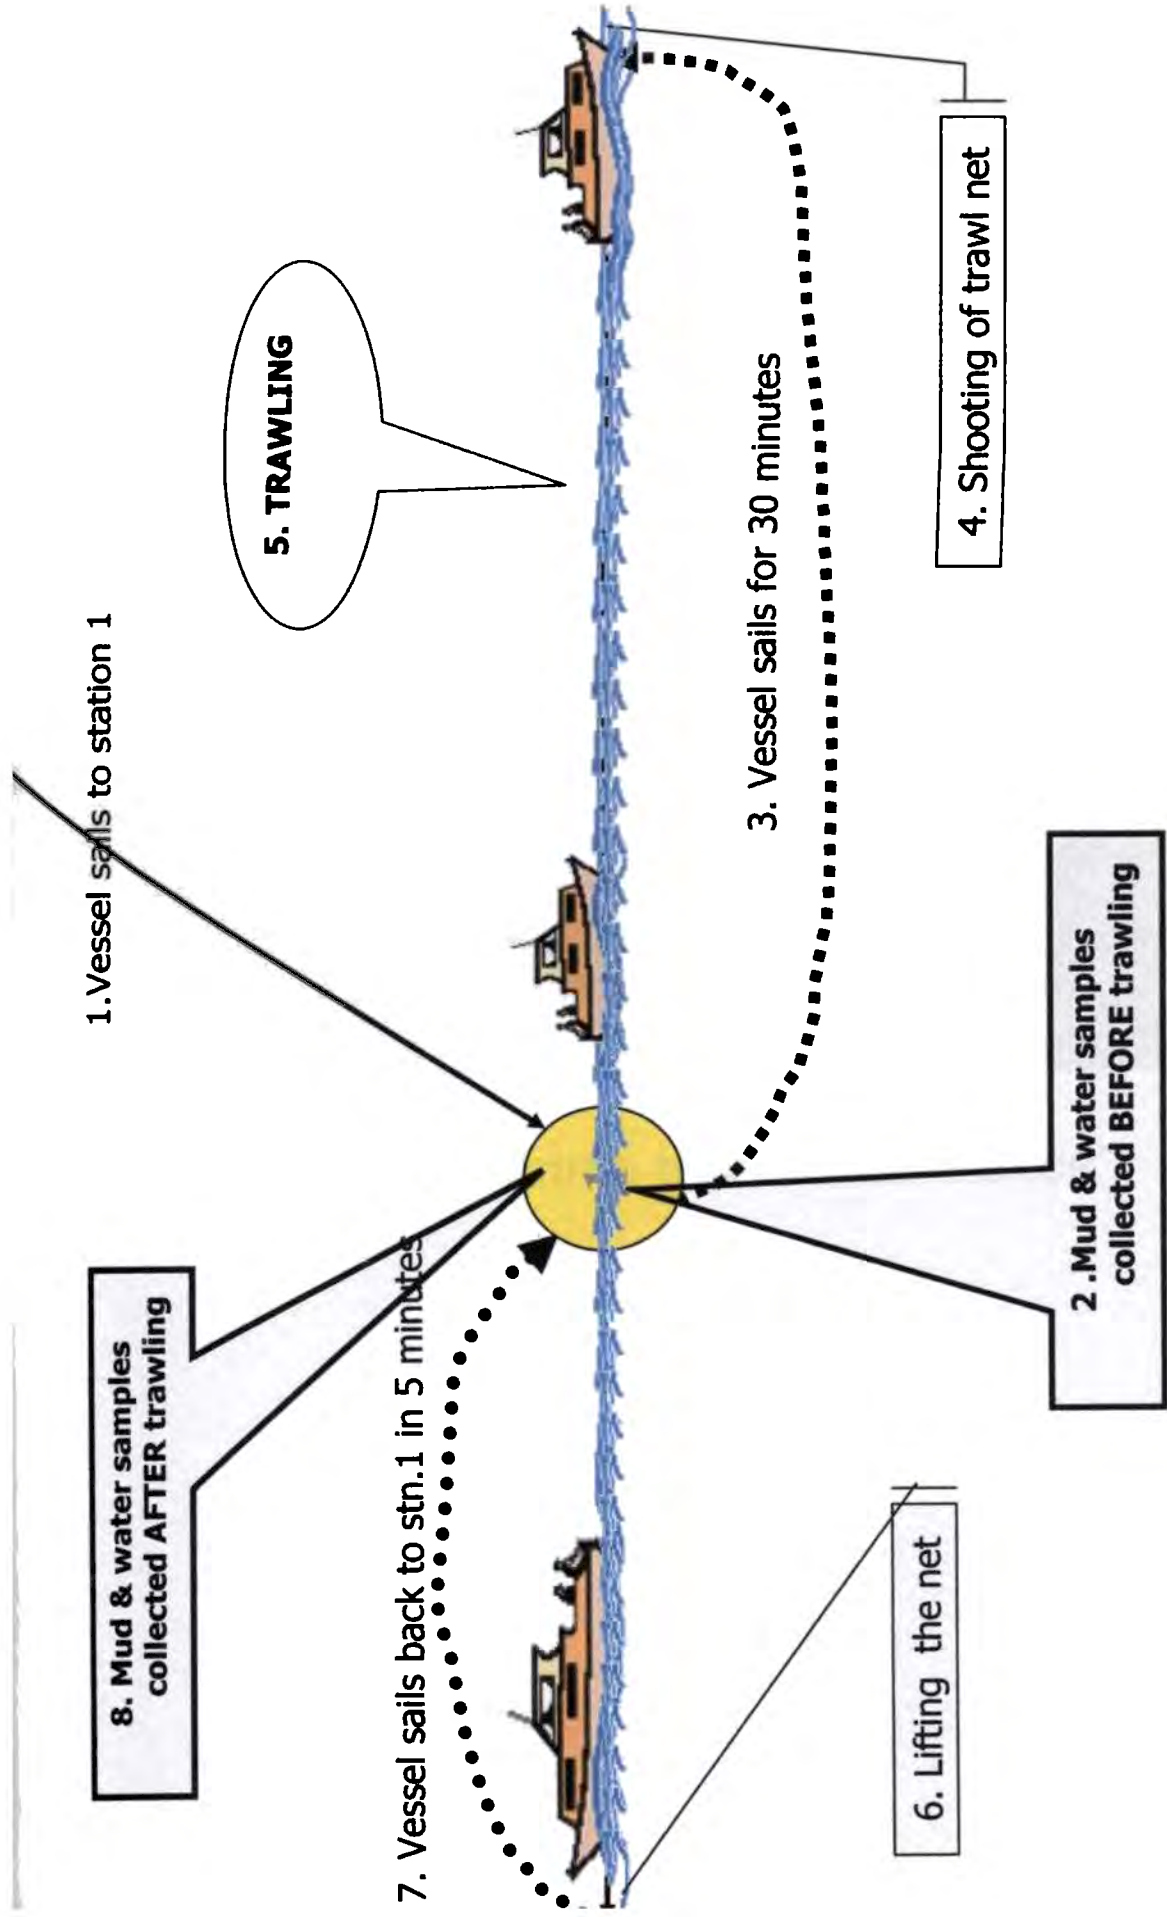 1.Vessel sails to station 1
2 .Mud & water samples
collected BEFORE trawling
3. Vessel sails for 30 minutes
4. Shooting of trawl net
5. TRAWLING
6. Lifting the net
7. Vessel sails back to stn.1 in 5 minutes
8. Mud & water samples
collected AFTER trawling